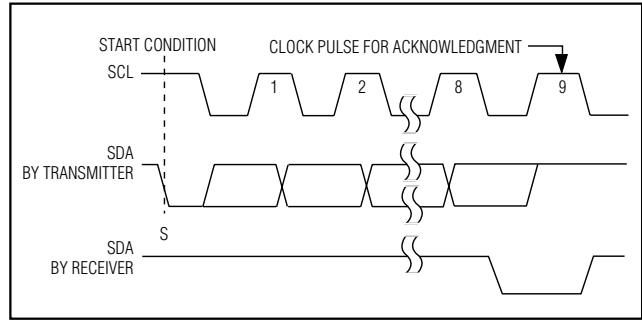 START CONDITION
CLOCK PULSE FOR ACKNOWLEDGMENT
SCL
1 2 8 9
SDA
BY TRANSMITTER
S
SDA
BY RECEIVER